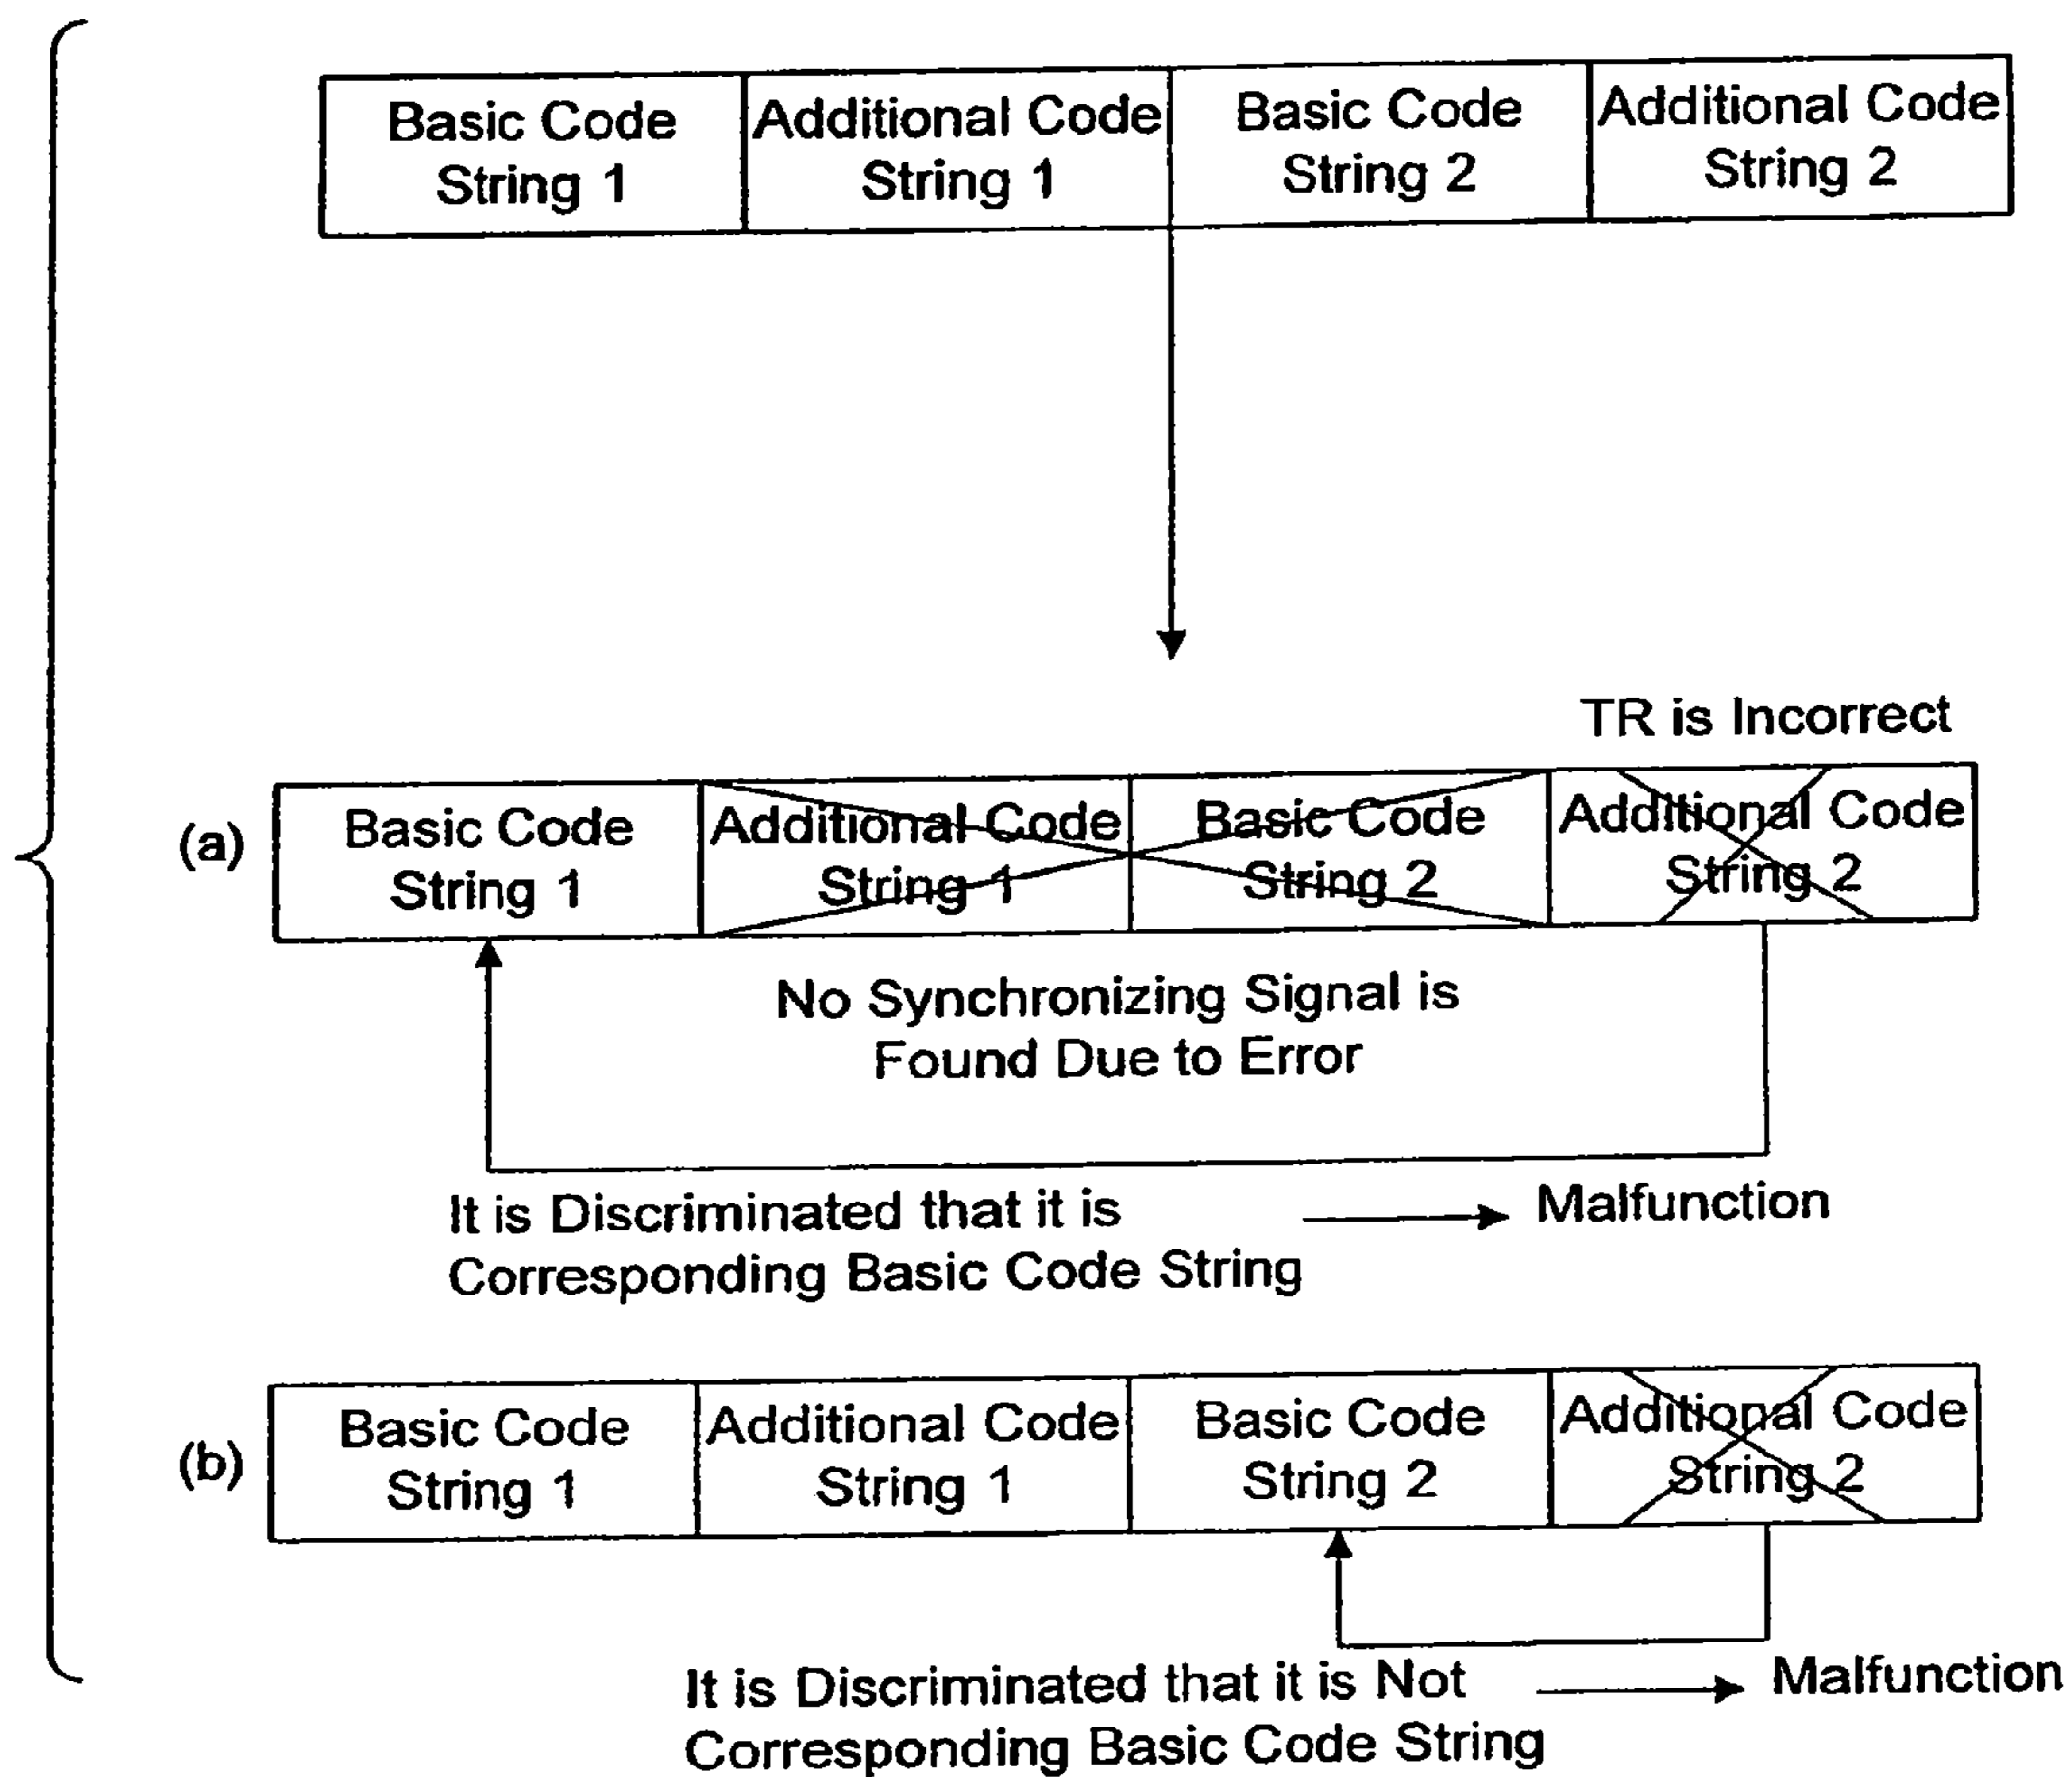 Basic Code
String 1
Additional Code
String 1
Basic Code
String 2
Additional Code
String 2
TR is Incorrect
(a)
Basic Code
String 1
Additional Code
String 1
Basic Code
String 2
Additional Code
String 2
No Synchronizing Signal is
Found Due to Error
It is Discriminated that it is
Corresponding Basic Code String
Malfunction
(b)
Basic Code
String 1
Additional Code
String 1
Basic Code
String 2
Additional Code
String 2
It is Discriminated that it is Not
Corresponding Basic Code String
Malfunction